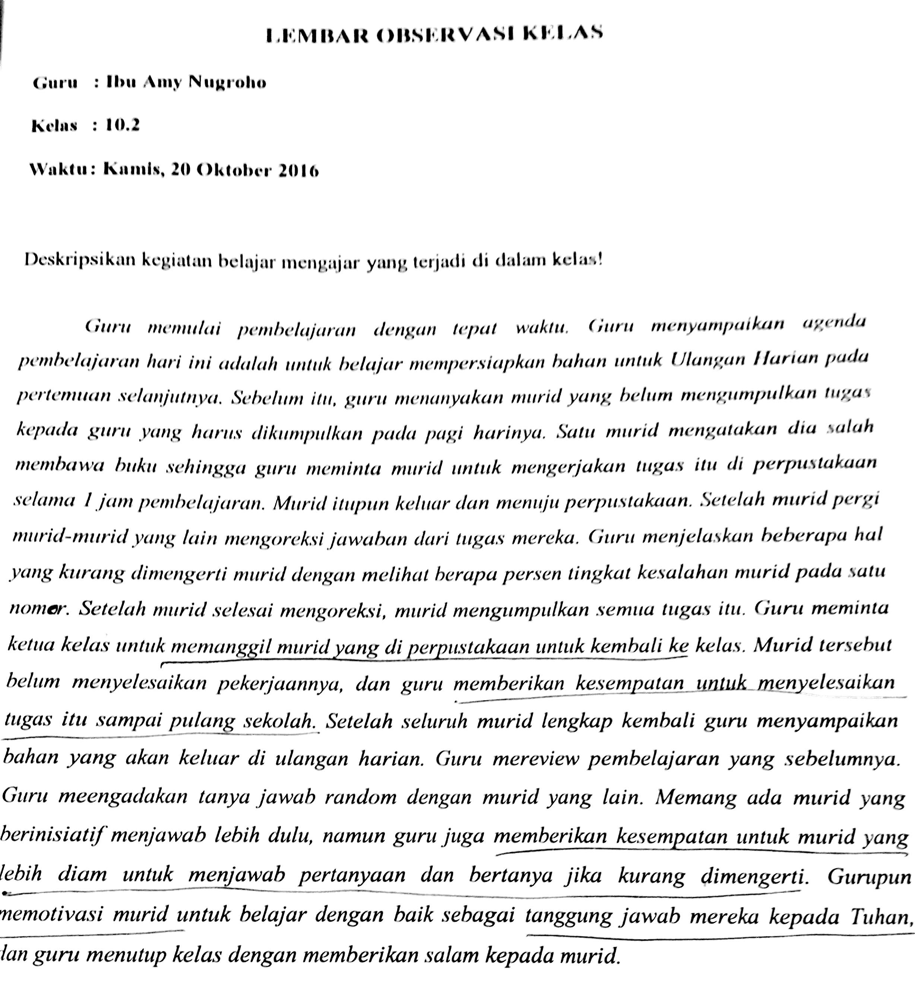 LEMBAR OBSERVASI KELAS
Guru : Ibu Amy Nugroho
Kelas : 10.2
Waktu : Kamis, 20 Oktober 2016
Deskripsikan kegiatan belajar mengajar yang terjadi di dalam kelas!
Guru memulai pembelajaran dengan tepat waktu. Guru menyampaikan agenda
pembelajaran hari ini adalah untuk belajar mempersiapkan bahan untuk Ulangan Harian pada
pertemuan selanjutnya. Sebelum itu, guru menanyakan murid yang belum mengumpulkan tugas
kepada guru yang harus dikumpulkan pada pagi harinya. Satu murid mengatakan dia salah
membawa buku sehingga guru meminta murid untuk mengerjakan tugas itu di perpustakaan
selama 1 jam pembelajaran. Murid itupun keluar dan menuju perpustakaan. Setelah murid pergi
murid-murid yang lain mengoreksi jawaban dari tugas mereka. Guru menjelaskan beberapa hal
yang kurang dimengerti murid dengan melihat berapa persen tingkat kesalahan murid pada satu
nomor. Setelah murid selesai mengoreksi, murid mengumpulkan semua tugas itu. Guru meminta
ketua kelas untuk memanggil murid yang di perpustakaan untuk kembali ke kelas. Murid tersebut
belum menyelesaikan pekerjaannya, dan guru memberikan kesempatan untuk menyelesaikan
tugas itu sampai pulang sekolah. Setelah seluruh murid lengkap kembali guru menyampaikan
bahan yang akan keluar di ulangan harian. Guru mereview pembelajaran yang sebelumnya.
Guru meengadakan tanya jawab random dengan murid yang lain. Memang ada murid yang
berinisiatif menjawab lebih dulu, namun guru juga memberikan kesempatan untuk murid yang
lebih diam untuk menjawab pertanyaan dan bertanya jika kurang dimengerti. Gurupun
memotivasi murid untuk belajar dengan baik sebagai tanggung jawab mereka kepada Tuhan,
dan guru menutup kelas dengan memberikan salam kepada murid.